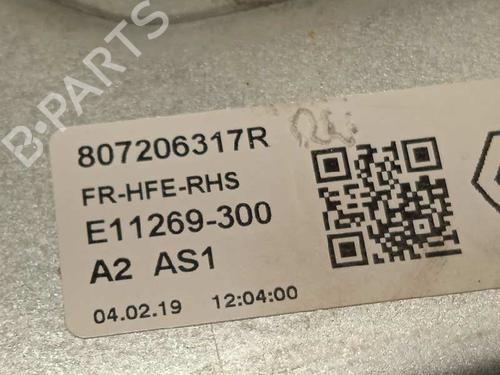 B-PARTS
807206317R
FR-HFE-RHS
E11269-300
A2 AS1
04.02.19 12:04:00